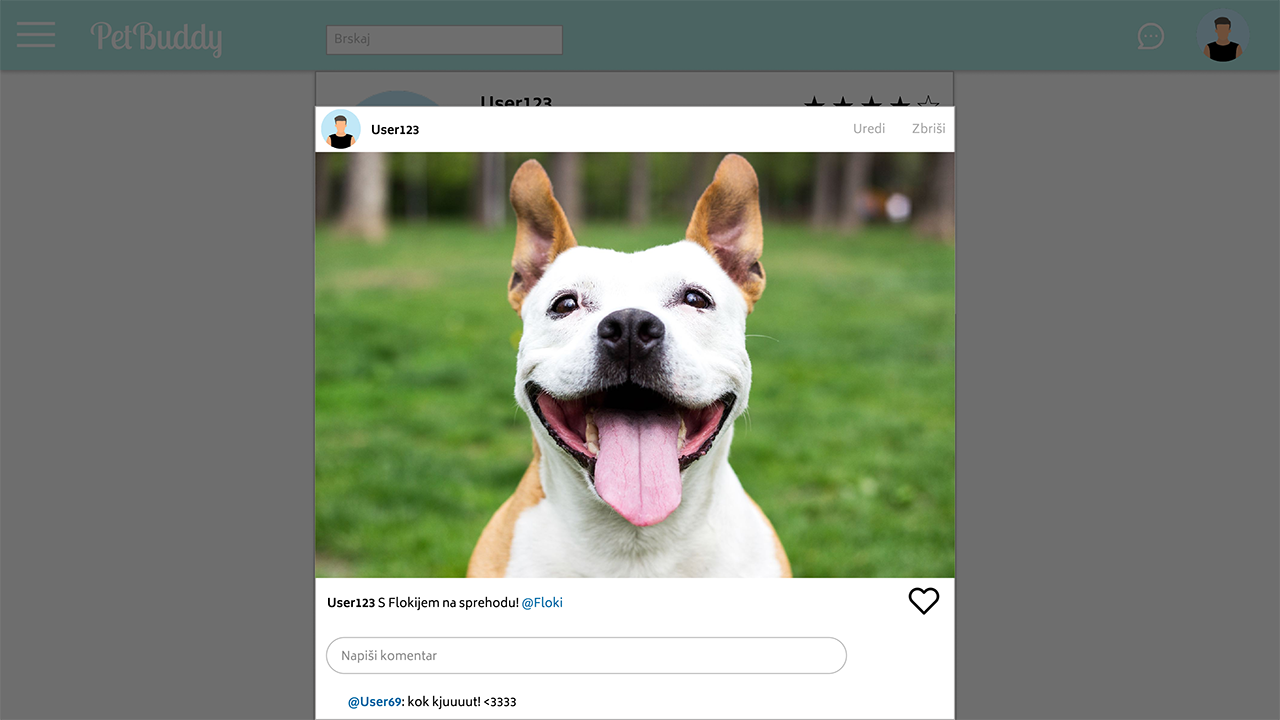 PetBuddy
Brskaj
User123
User123
Uredi Zbriši
User123 S Flokijem na sprehodu! @Floki
Napiši komentar
@User69: kok kjuuuut! <3333